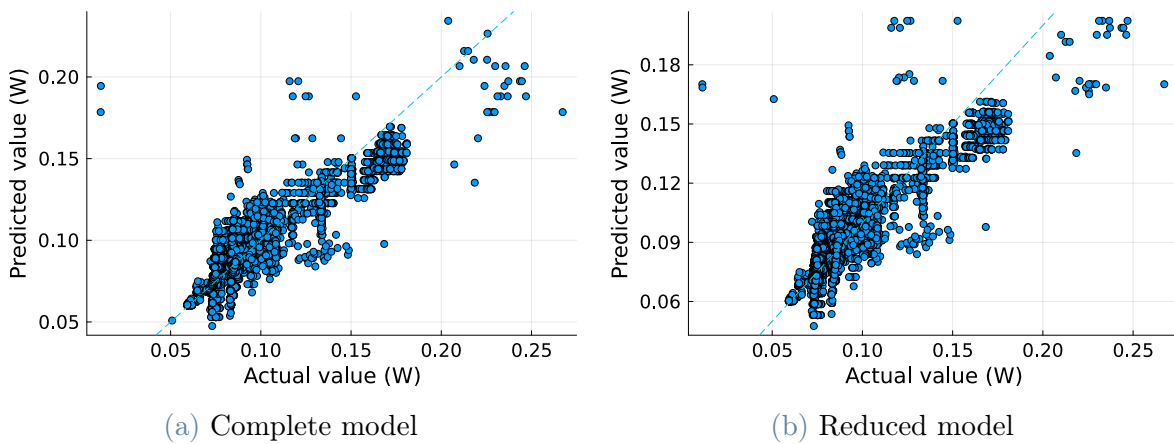 0.20
0.15
0.10
0.05
Predicted value (W)
0.05 0.10 0.15 0.20 0.25
Actual value (W)
(a) Complete model
0.18
0.15
0.12
0.09
0.06
Predicted value (W)
0.05 0.10 0.15 0.20 0.25
Actual value (W)
(b) Reduced model